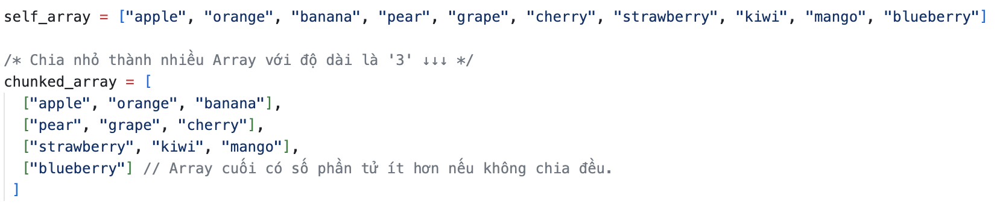 self_array = ["apple", "orange", "banana", "pear", "grape", "cherry", "strawberry", "kiwi", "mango", "blueberry"]
/* Chia nhỏ thành nhiều Array với độ dài là '3' ↓↓↓ */
chunked_array = [
["apple", "orange", "banana"],
["pear", "grape", "cherry"],
["strawberry", "kiwi", "mango"],
["blueberry"] // Array cuối có số phần tử ít hơn nếu không chia đều.
]